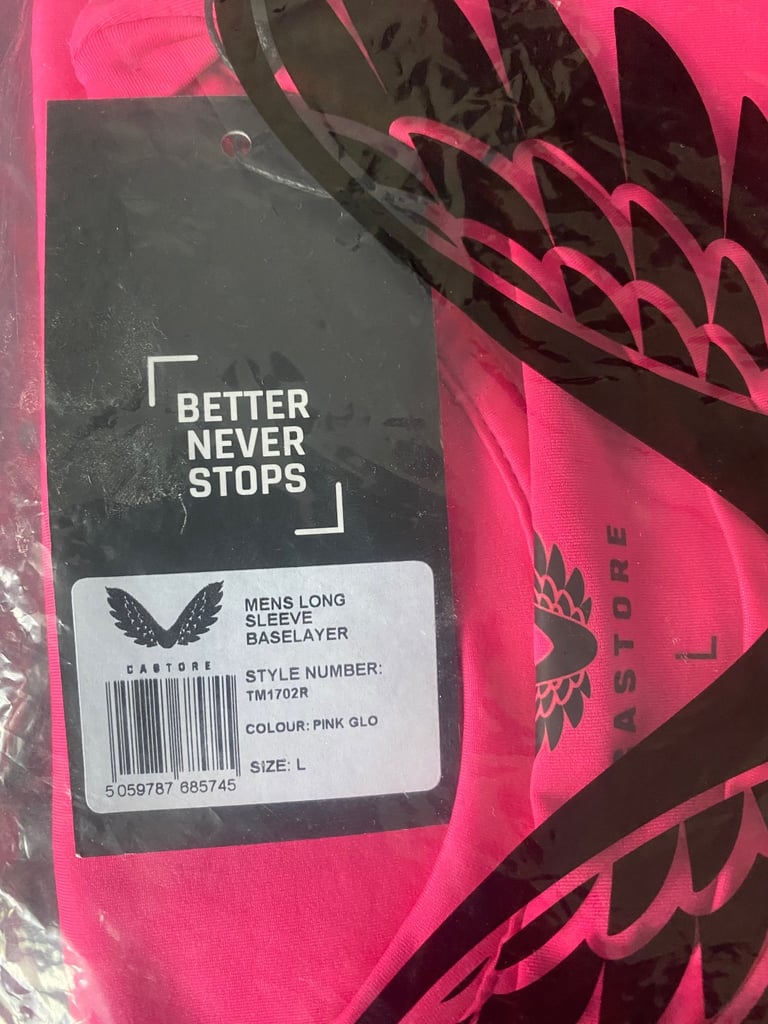 BETTER
NEVER
STOPS
CASTORE
MENS LONG
SLEEVE
BASELAYER
STYLE NUMBER:
TM1702R
COLOUR: PINK GLO
SIZE: L
5 059787 685745
CASTORE
L